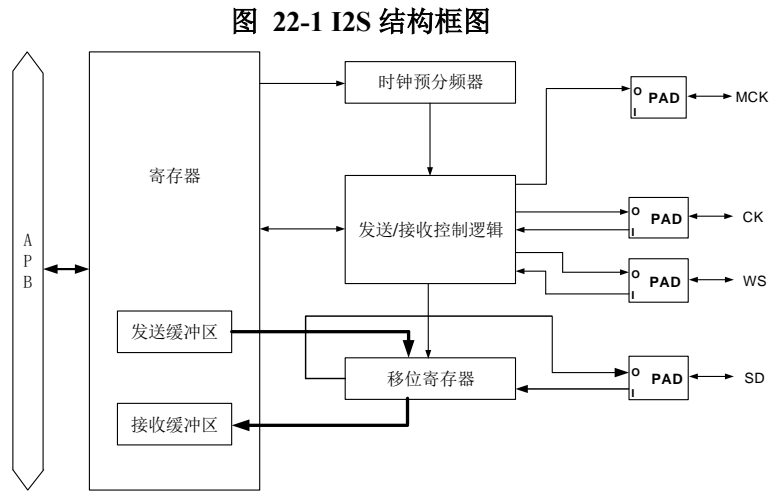 图 22-1 I2S 结构框图
时钟预分频器
O
I
PAD
MCK
寄存器
发送/接收控制逻辑
O
I
PAD
CK
A
P
B
O
I
PAD
WS
发送缓冲区
移位寄存器
O
I
PAD
SD
接收缓冲区